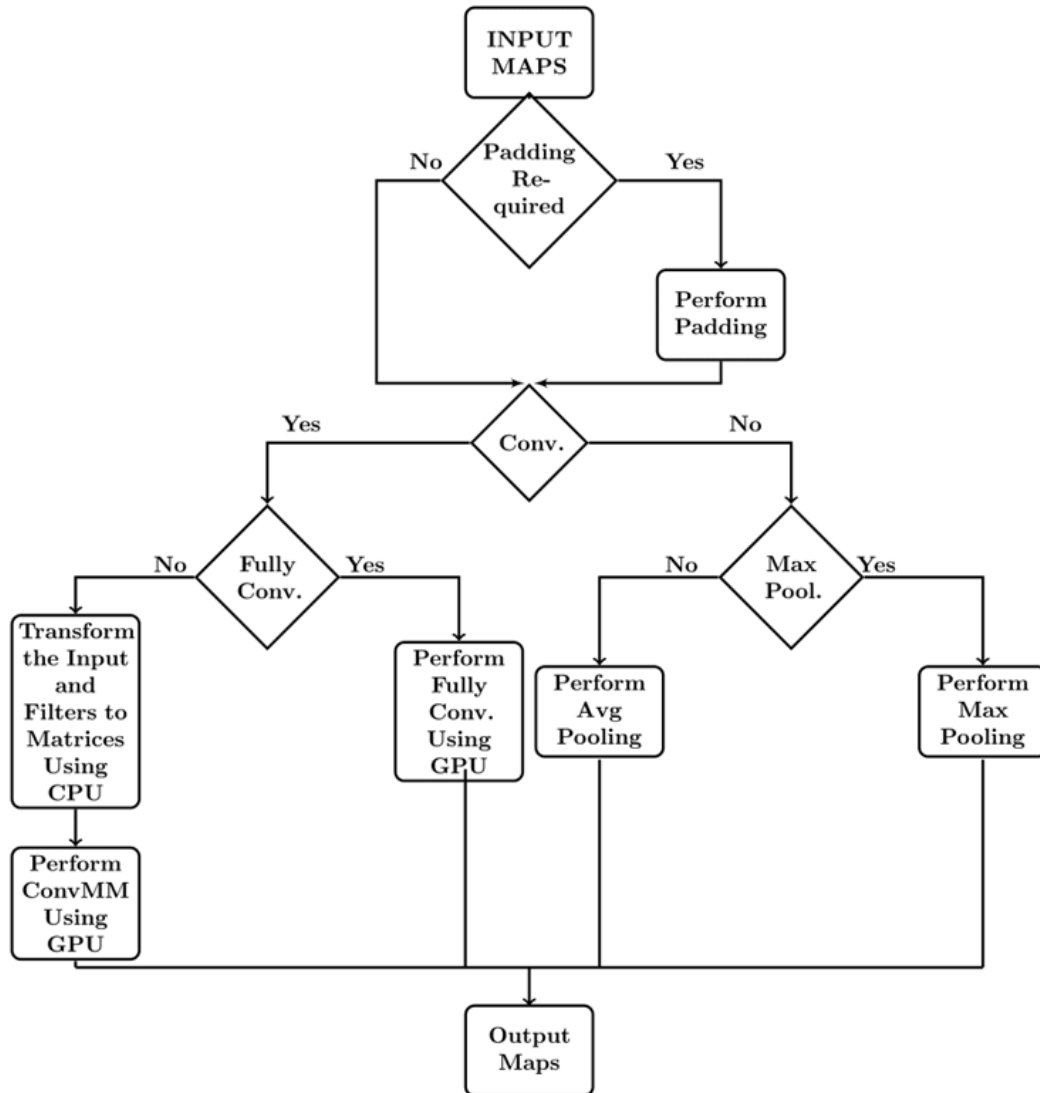 INPUT
MAPS
No
Padding
Re-
quired
Yes
Perform
Padding
Yes
Conv.
No
No
Fully
Conv.
Yes
No
Max
Pool.
Yes
Transform
the Input
and
Filters to
Matrices
Using
CPU
Perform
Fully
Conv.
Using
GPU
Perform
Avg
Pooling
Perform
Max
Pooling
Perform
ConvMM
Using
GPU
Output
Maps